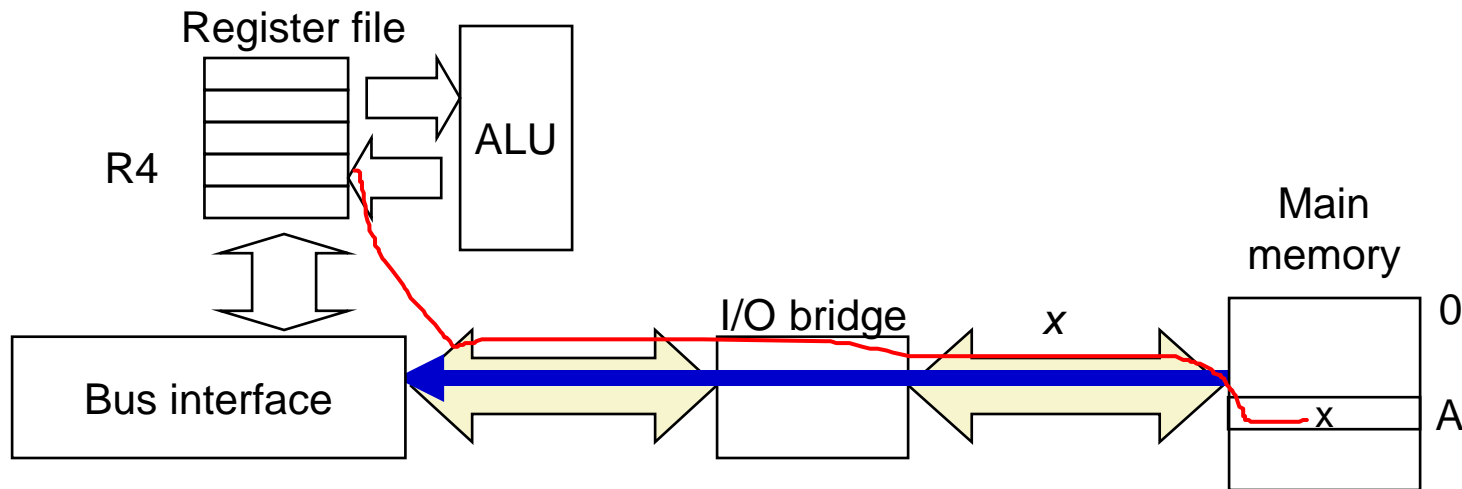 Register file
ALU
R4
Main
memory
I/O bridge
x
0
Bus interface
x
A